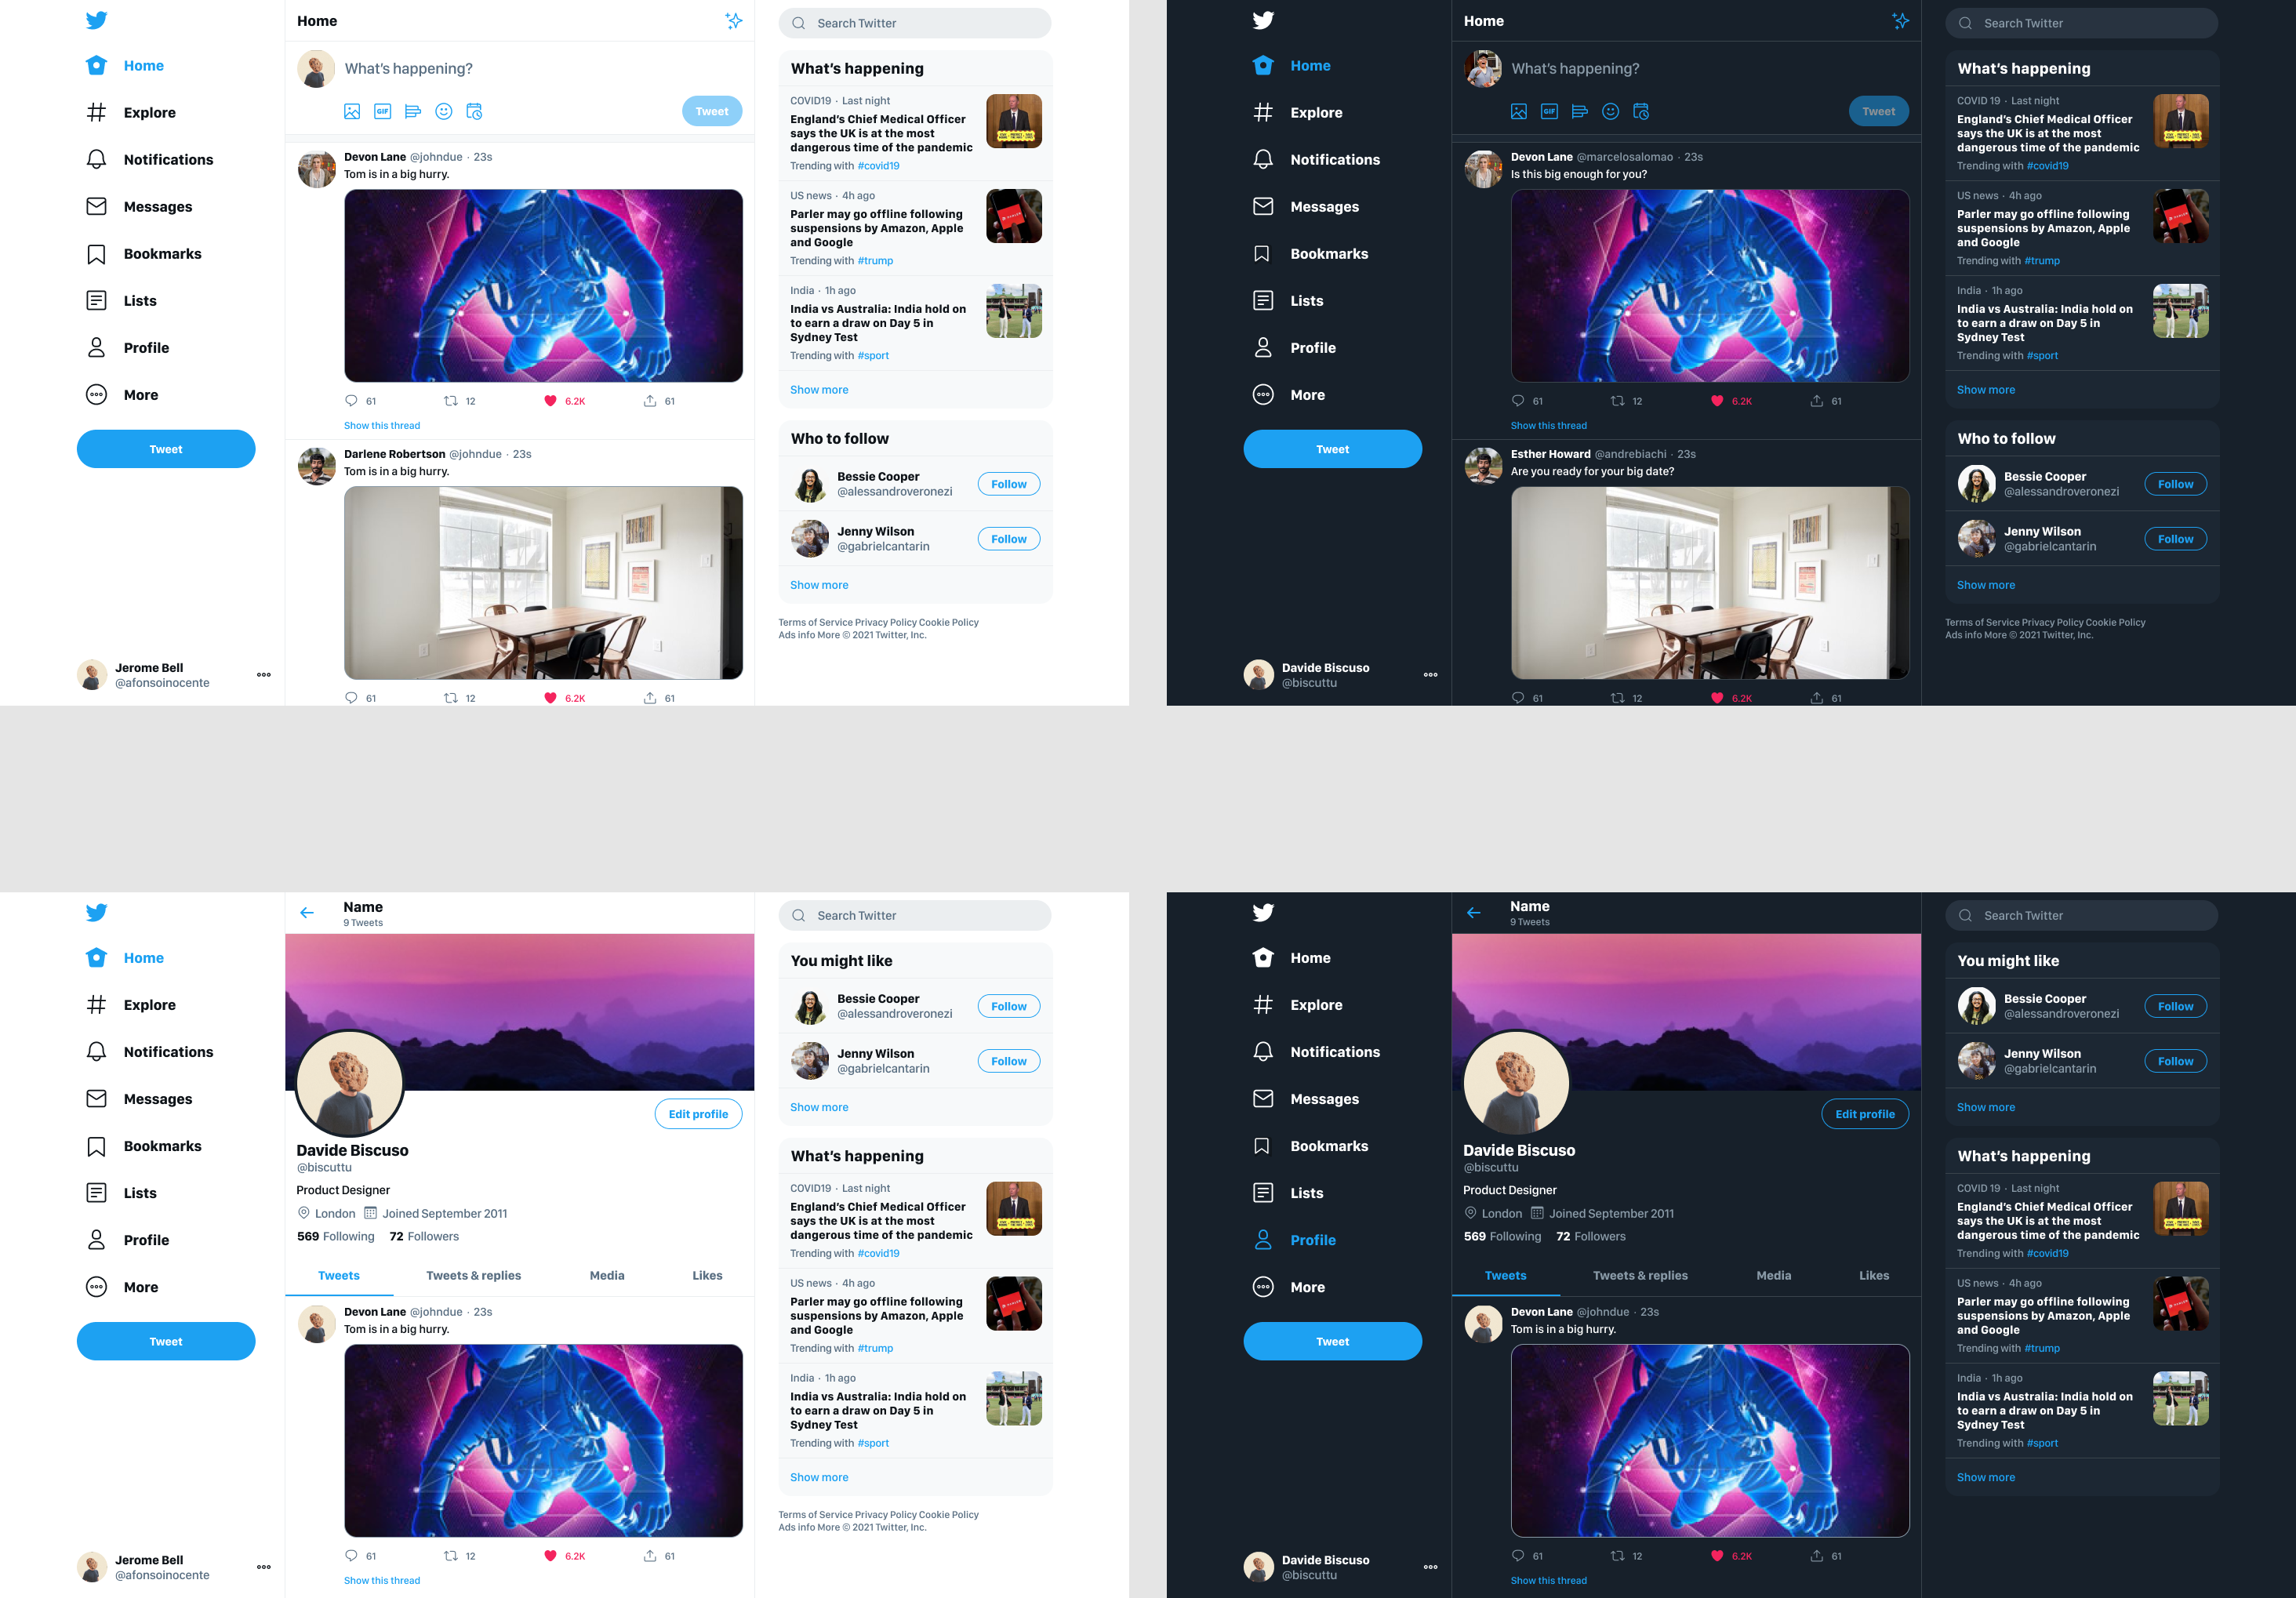 Home
Explore
Notifications
Messages
Bookmarks
Lists
Profile
More
Tweet
Jerome Bell
@afonsoinocente
Home
What's happening?
GIF
Tweet
Devon Lane @johndue · 23s
Tom is in a big hurry.
61 12 6.2K 61
Show this thread
Darlene Robertson @johndue · 23s
Tom is in a big hurry.
61 12 6.2K 61
Search Twitter
What's happening
COVID19 · Last night
England's Chief Medical Officer
says the UK is at the most
dangerous time of the pandemic
Trending with #covid19
US news · 4h ago
Parler may go offline following
suspensions by Amazon, Apple
and Google
Trending with #trump
India · 1h ago
India vs Australia: India hold on
to earn a draw on Day 5 in
Sydney Test
Trending with #sport
Show more
Who to follow
Bessie Cooper
@alessandroveronezi
Follow
Jenny Wilson
@gabrielcantarin
Follow
Show more
Terms of Service Privacy Policy Cookie Policy
Ads info More © 2021 Twitter, Inc.
Home
Explore
Notifications
Messages
Bookmarks
Lists
Profile
More
Tweet
Davide Biscuso
@biscuttu
Home
What's happening?
GIF
Tweet
Devon Lane @marcelosalomao · 23s
Is this big enough for you?
61 12 6.2K 61
Show this thread
Esther Howard @andrebiachi · 23s
Are you ready for your big date?
61 12 6.2K 61
Search Twitter
What's happening
COVID 19 · Last night
England's Chief Medical Officer
says the UK is at the most
dangerous time of the pandemic
Trending with #covid19
US news · 4h ago
Parler may go offline following
suspensions by Amazon, Apple
and Google
Trending with #trump
India · 1h ago
India vs Australia: India hold on
to earn a draw on Day 5 in
Sydney Test
Trending with #sport
Show more
Who to follow
Bessie Cooper
@alessandroveronezi
Follow
Jenny Wilson
@gabrielcantarin
Follow
Show more
Terms of Service Privacy Policy Cookie Policy
Ads info More © 2021 Twitter, Inc.
Home
Explore
Notifications
Messages
Bookmarks
Lists
Profile
More
Tweet
Jerome Bell
@afonsoinocente
Name
9 Tweets
Edit profile
Davide Biscuso
@biscuttu
Product Designer
London Joined September 2011
569 Following 72 Followers
Tweets Tweets & replies Media Likes
Devon Lane @johndue · 23s
Tom is in a big hurry.
61 12 6.2K 61
Show this thread
Search Twitter
You might like
Bessie Cooper
@alessandroveronezi
Follow
Jenny Wilson
@gabrielcantarin
Follow
Show more
What's happening
COVID19 · Last night
England's Chief Medical Officer
says the UK is at the most
dangerous time of the pandemic
Trending with #covid19
US news · 4h ago
Parler may go offline following
suspensions by Amazon, Apple
and Google
Trending with #trump
India · 1h ago
India vs Australia: India hold on
to earn a draw on Day 5 in
Sydney Test
Trending with #sport
Show more
Terms of Service Privacy Policy Cookie Policy
Ads info More © 2021 Twitter, Inc.
Home
Explore
Notifications
Messages
Bookmarks
Lists
Profile
More
Tweet
Davide Biscuso
@biscuttu
Name
9 Tweets
Edit profile
Davide Biscuso
@biscuttu
Product Designer
London Joined September 2011
569 Following 72 Followers
Tweets Tweets & replies Media Likes
Devon Lane @johndue · 23s
Tom is in a big hurry.
61 12 6.2K 61
Show this thread
Search Twitter
You might like
Bessie Cooper
@alessandroveronezi
Follow
Jenny Wilson
@gabrielcantarin
Follow
Show more
What's happening
COVID 19 · Last night
England's Chief Medical Officer
says the UK is at the most
dangerous time of the pandemic
Trending with #covid19
US news · 4h ago
Parler may go offline following
suspensions by Amazon, Apple
and Google
Trending with #trump
India · 1h ago
India vs Australia: India hold on
to earn a draw on Day 5 in
Sydney Test
Trending with #sport
Show more